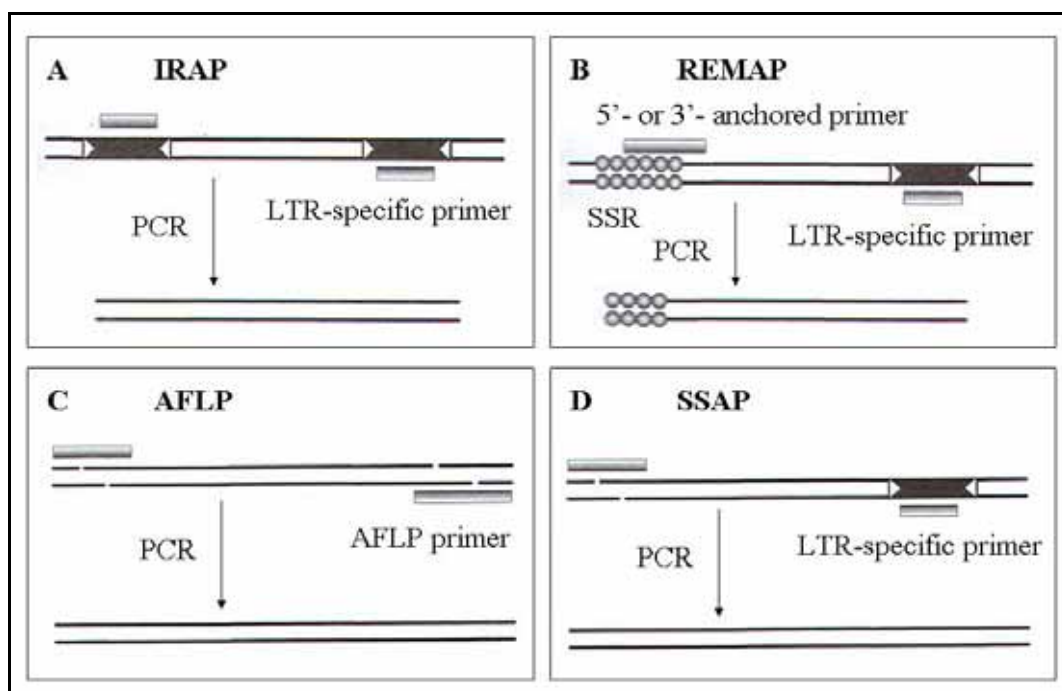 A IRAP
LTR-specific primer
PCR
B REMAP
5’- or 3’- anchored primer
SSR
LTR-specific primer
PCR
C AFLP
AFLP primer
PCR
D SSAP
LTR-specific primer
PCR